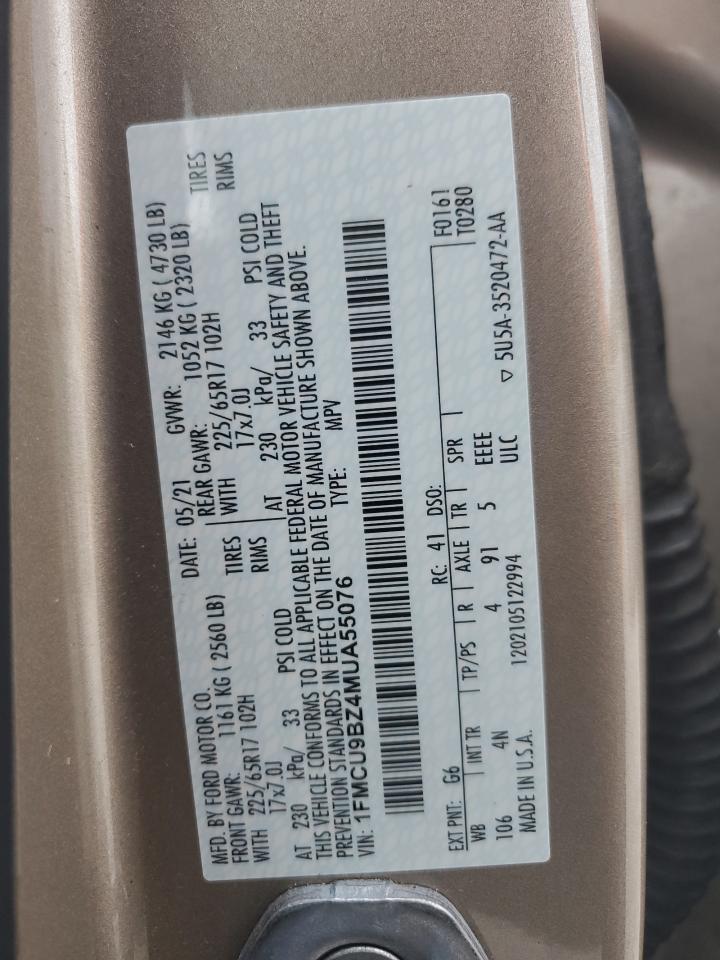 MFD. BY FORD MOTOR CO. DATE: 05/21 GVWR: 2146 KG ( 4730 LB)
FRONT GAWR: 1161 KG ( 2560 LB) REAR GAWR: 1052 KG ( 2320 LB)
WITH 225/65R17 102H TIRES WITH 225/65R17 102H TIRES
17x7.0J RIMS 17x7.0J RIMS
AT 230 kPa/ 33 PSI COLD AT 230 kPa/ 33 PSI COLD
THIS VEHICLE CONFORMS TO ALL APPLICABLE FEDERAL MOTOR VEHICLE SAFETY AND THEFT
PREVENTION STANDARDS IN EFFECT ON THE DATE OF MANUFACTURE SHOWN ABOVE.
VIN: 1FMCU9BZ4MUA55076 TYPE: MPV
EXT PNT: G6 RC: 41 DSO: F0161
WB INT TR TP/PS R AXLE TR SPR T0280
106 4N 4 91 5 EEEE
MADE IN U.S.A. 1202105122994 ULC ▽ 5U5A-3520472-AA